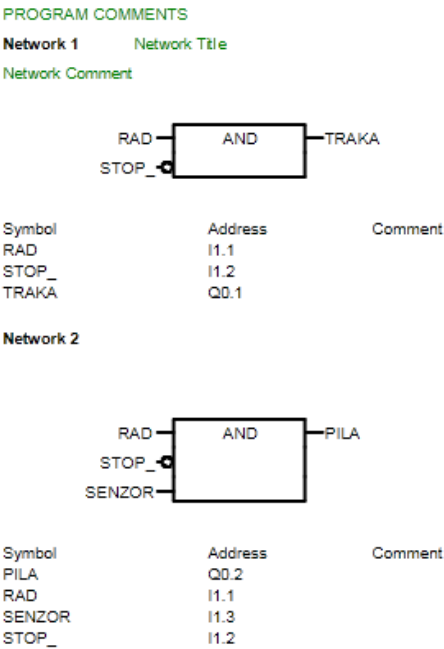 PROGRAM COMMENTS
Network 1 Network Title
Network Comment
RAD AND TRAKA
STOP_
Symbol Address Comment
RAD I1.1
STOP_ I1.2
TRAKA Q0.1
Network 2
RAD AND PILA
STOP_
SENZOR
Symbol Address Comment
PILA Q0.2
RAD I1.1
SENZOR I1.3
STOP_ I1.2